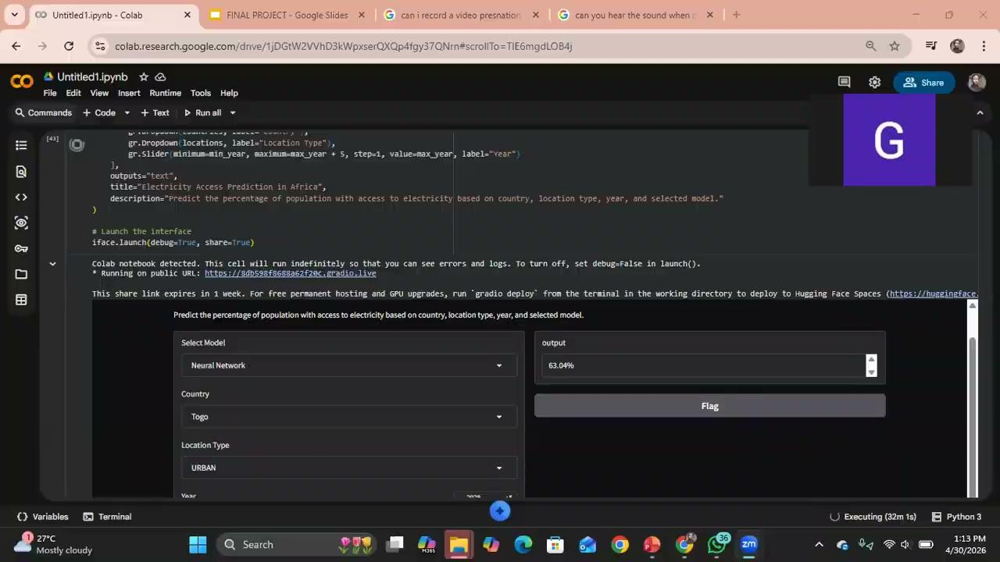 Untitled1.ipynb - Colab
FINAL PROJECT - Google Slides
can i record a video presnation
can you hear the sound when c
colab.research.google.com/drive/1jDGtW2VVhD3kWpxserQXQp4fgy37QNrn#scrollTo=TlE6mgdLOB4j
Untitled1.ipynb
File Edit View Insert Runtime Tools Help
Share
Commands + Code + Text Run all
G
[43]
gr.Dropdown(countries, label="Country"),
gr.Dropdown(locations, label="Location Type"),
gr.Slider(minimum=min_year, maximum=max_year + 5, step=1, value=max_year, label="Year")
],
outputs="text",
title="Electricity Access Prediction in Africa",
description="Predict the percentage of population with access to electricity based on country, location type, year, and selected model."
)
# Launch the interface
iface.launch(debug=True, share=True)
Colab notebook detected. This cell will run indefinitely so that you can see errors and logs. To turn off, set debug=False in launch().
* Running on public URL: https://8db598f8688a62f20c.gradio.live
This share link expires in 1 week. For free permanent hosting and GPU upgrades, run `gradio deploy` from the terminal in the working directory to deploy to Hugging Face Spaces (https://huggingface.
Predict the percentage of population with access to electricity based on country, location type, year, and selected model.
Select Model
Neural Network
Country
Togo
Location Type
URBAN
Year
2028
output
63.04%
Flag
Variables Terminal
Executing (32m 1s) Python 3
1
27°C
Mostly cloudy
Search
M365
36
zm
1:13 PM
4/30/2026